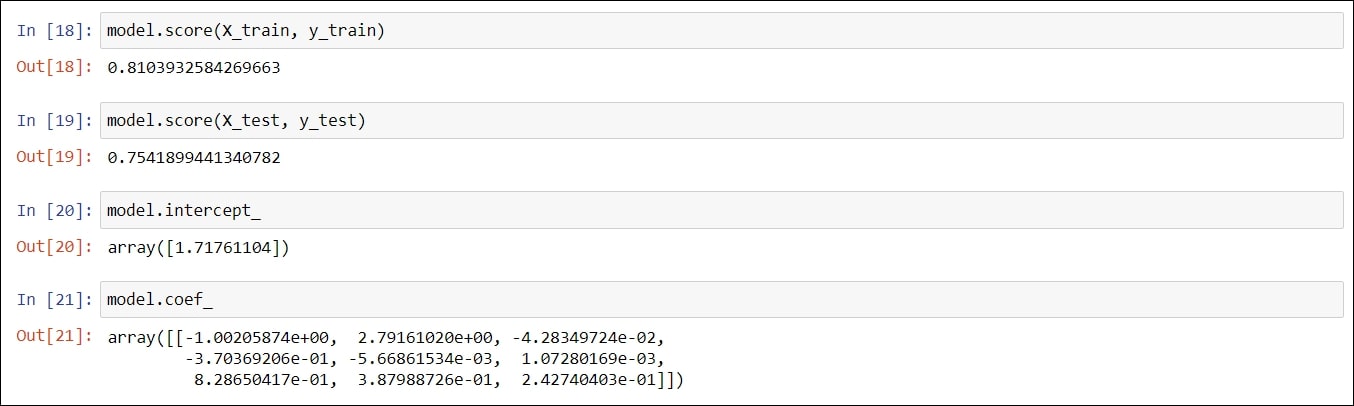 In [18]: model.score(X_train, y_train)
Out[18]: 0.8103932584269663
In [19]: model.score(X_test, y_test)
Out[19]: 0.7541899441340782
In [20]: model.intercept_
Out[20]: array([1.71761104])
In [21]: model.coef_
Out[21]: array([[-1.00205874e+00,  2.79161020e+00, -4.28349724e-02,
-3.70369206e-01, -5.66861534e-03,  1.07280169e-03,
8.28650417e-01,  3.87988726e-01,  2.42740403e-01]])